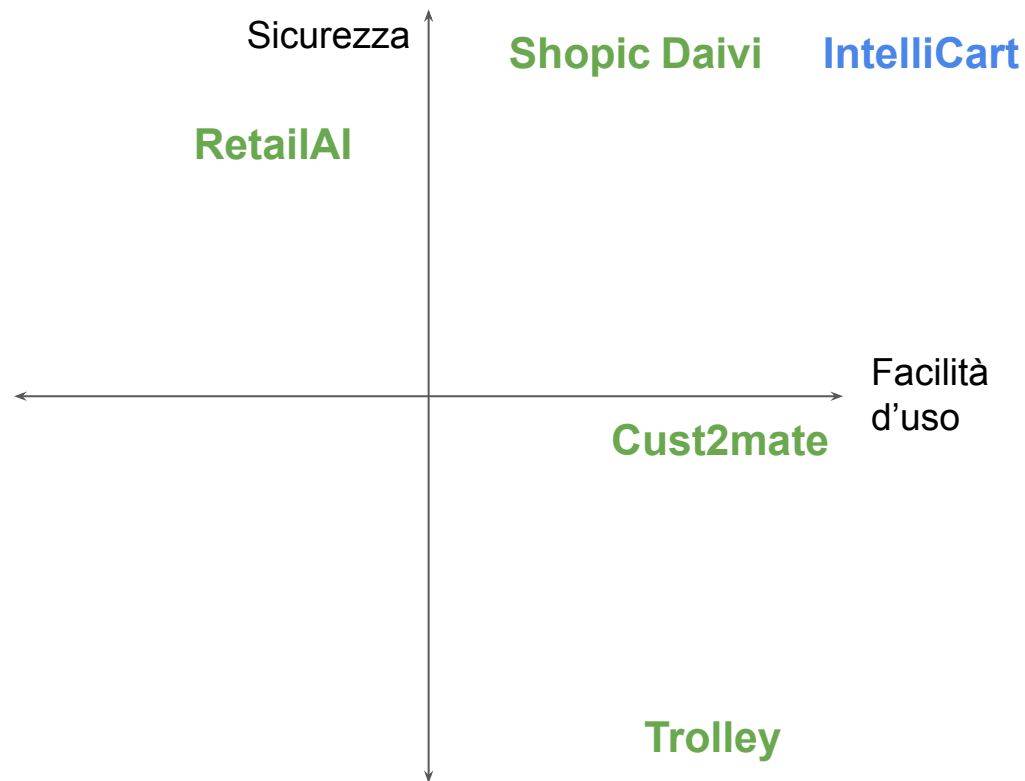 Sicurezza
Shopic Daivi
IntelliCart
RetailAI
Facilità
d’uso
Cust2mate
Trolley